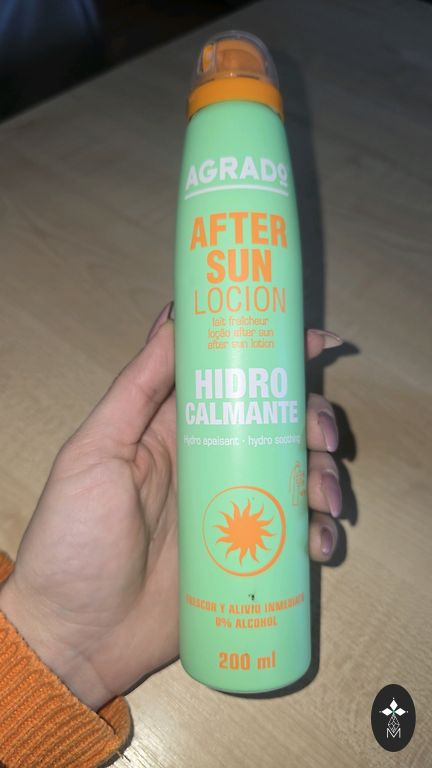 AGRADO
AFTER
SUN
LOCION
lait fraîcheur
loção after sun
after sun lotion
HIDRO
CALMANTE
Hydro apaisant · hydro soothing
FRESCOR Y ALIVIO INMEDIATO
0% ALCOHOL
200 ml
M